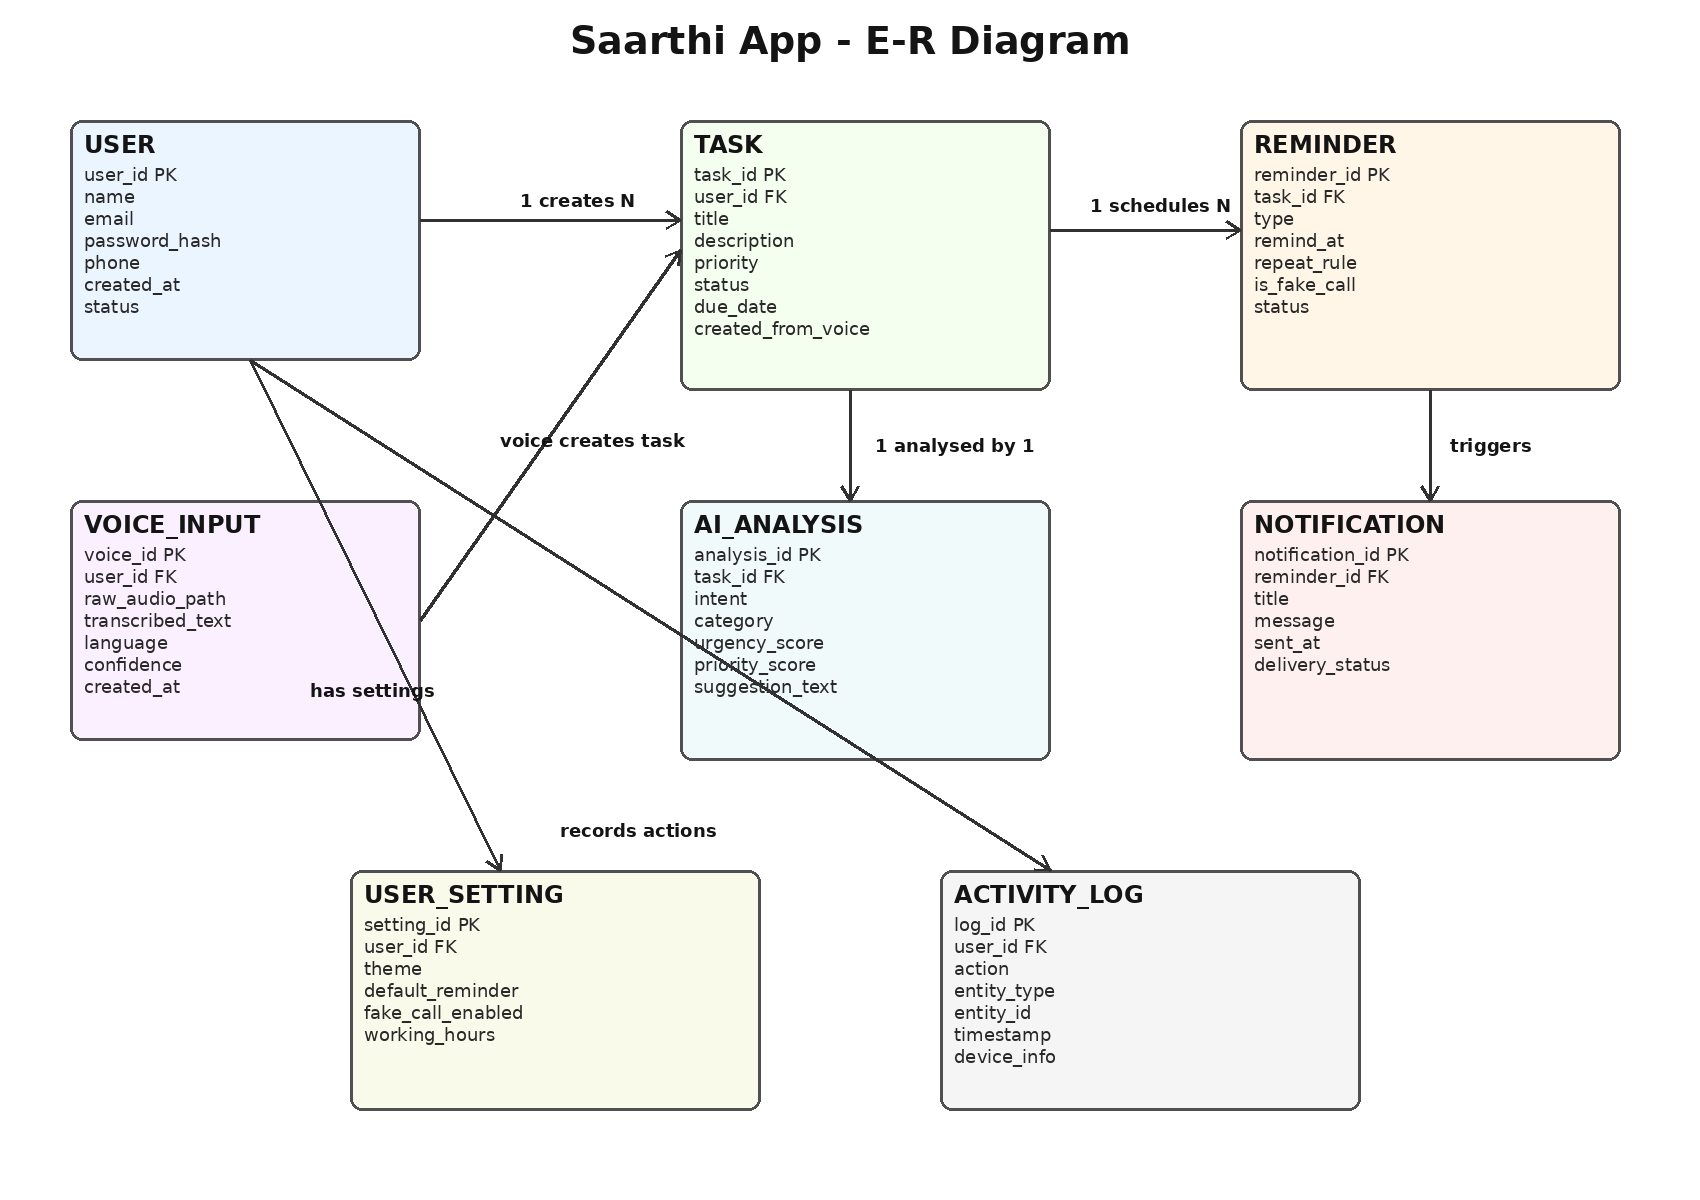 Saarthi App - E-R Diagram
USER
user_id PK
name
email
password_hash
phone
created_at
status
1 creates N
TASK
task_id PK
user_id FK
title
description
priority
status
due_date
created_from_voice
1 schedules N
REMINDER
reminder_id PK
task_id FK
type
remind_at
repeat_rule
is_fake_call
status
voice creates task
1 analysed by 1
triggers
VOICE_INPUT
voice_id PK
user_id FK
raw_audio_path
transcribed_text
language
confidence
created_at
has settings
AI_ANALYSIS
analysis_id PK
task_id FK
intent
category
urgency_score
priority_score
suggestion_text
NOTIFICATION
notification_id PK
reminder_id FK
title
message
sent_at
delivery_status
records actions
USER_SETTING
setting_id PK
user_id FK
theme
default_reminder
fake_call_enabled
working_hours
ACTIVITY_LOG
log_id PK
user_id FK
action
entity_type
entity_id
timestamp
device_info